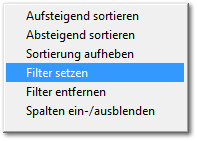 Aufsteigend sortieren
Absteigend sortieren
Sortierung aufheben
Filter setzen
Filter entfernen
Spalten ein-/ausblenden